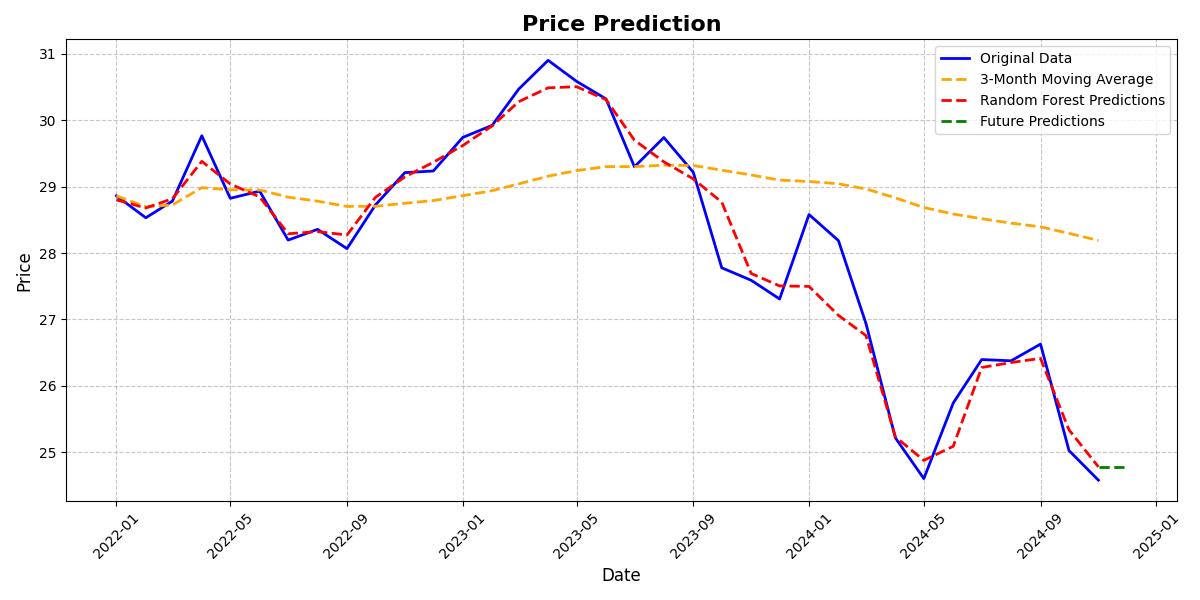 Price Prediction
Original Data
3-Month Moving Average
Random Forest Predictions
Future Predictions
31
30
29
28
27
26
25
Price
2022-01
2022-05
2022-09
2023-01
2023-05
2023-09
2024-01
2024-05
2024-09
2025-01
Date